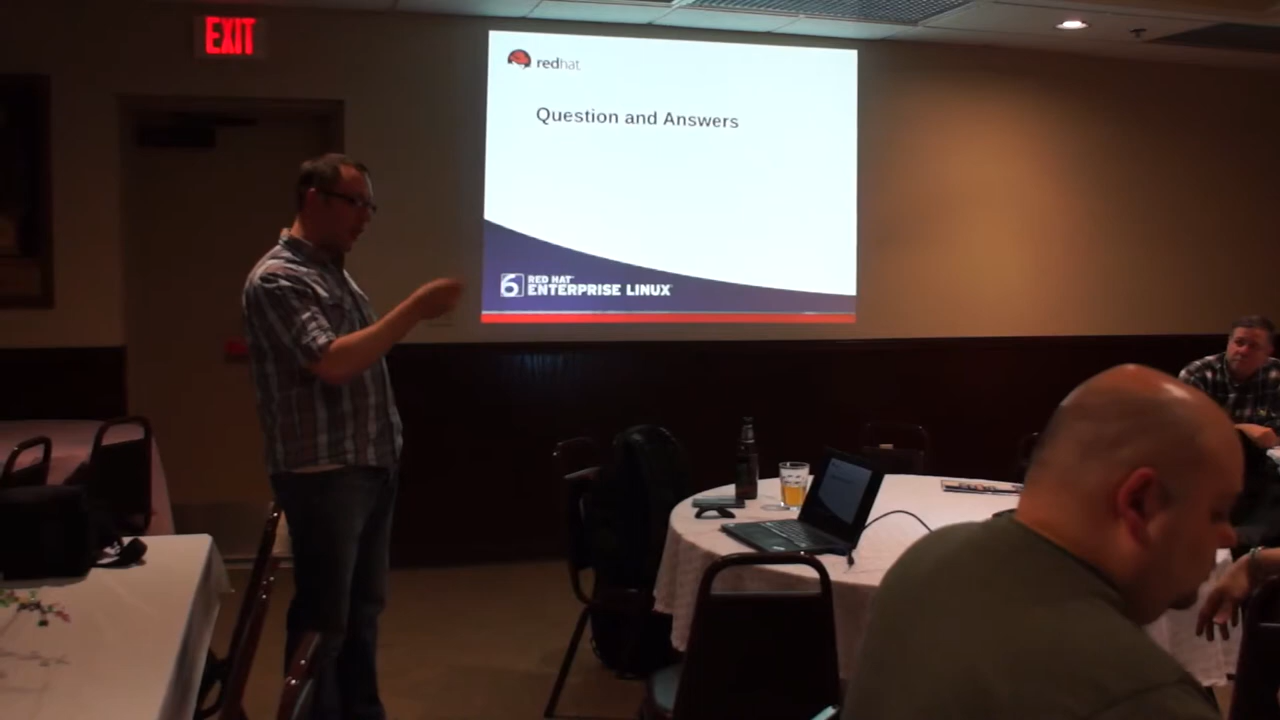 EXIT
redhat
Question and Answers
6 RED HAT
ENTERPRISE LINUX